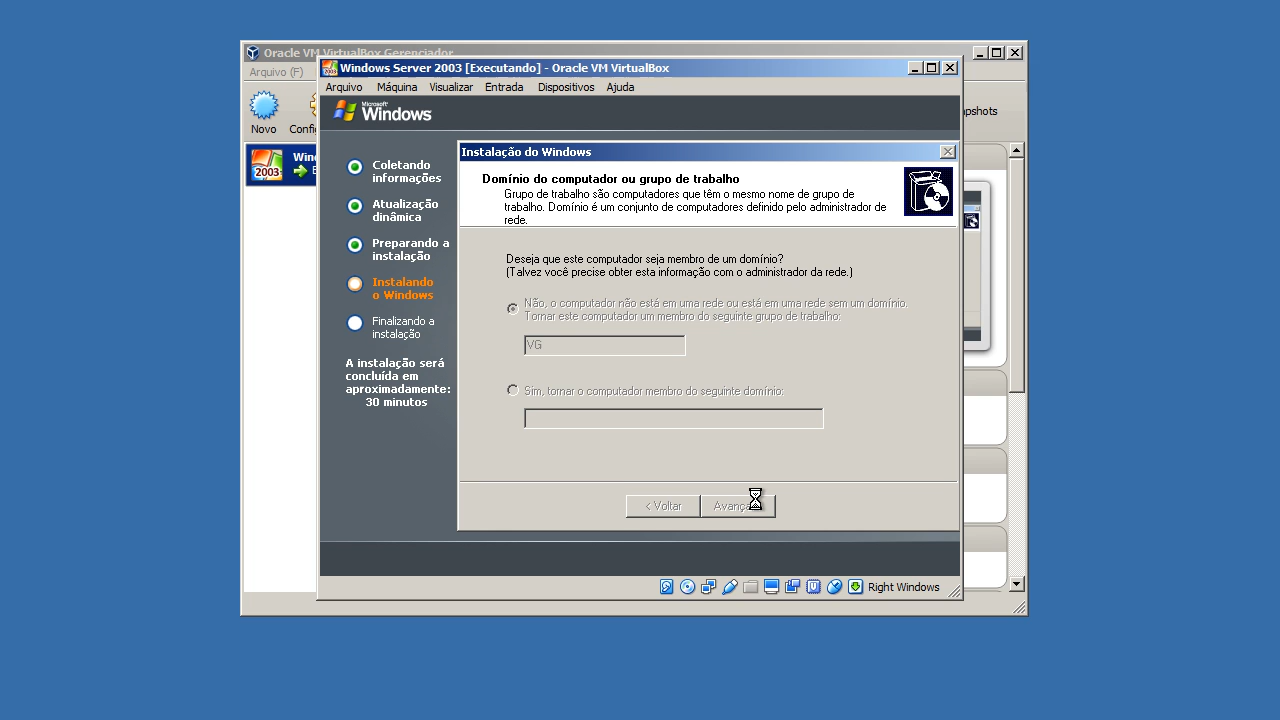 Oracle VM VirtualBox Gerenciador
Arquivo (F)
Novo
pshots
2003
Windows Server 2003 [Executando] - Oracle VM VirtualBox
Arquivo Máquina Visualizar Entrada Dispositivos Ajuda
Microsoft
Windows
Coletando
informações
Atualização
dinâmica
Preparando a
instalação
Instalando
o Windows
Finalizando a
instalação
A instalação será
concluída em
aproximadamente:
30 minutos
Instalação do Windows
Domínio do computador ou grupo de trabalho
Grupo de trabalho são computadores que têm o mesmo nome de grupo de
trabalho. Domínio é um conjunto de computadores definido pelo administrador de
rede.
Deseja que este computador seja membro de um domínio?
(Talvez você precise obter esta informação com o administrador da rede.)
Não, o computador não está em uma rede ou está em uma rede sem um domínio.
Tornar este computador um membro do seguinte grupo de trabalho:
VG
Sim, tornar o computador membro do seguinte domínio:
< Voltar
Right Windows